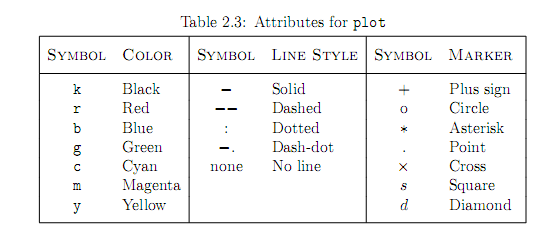 Table 2.3: Attributes for plot
SYMBOL COLOR SYMBOL LINE STYLE SYMBOL MARKER
k Black − Solid + Plus sign
r Red −− Dashed o Circle
b Blue : Dotted * Asterisk
g Green −. Dash-dot . Point
c Cyan none No line × Cross
m Magenta s Square
y Yellow d Diamond